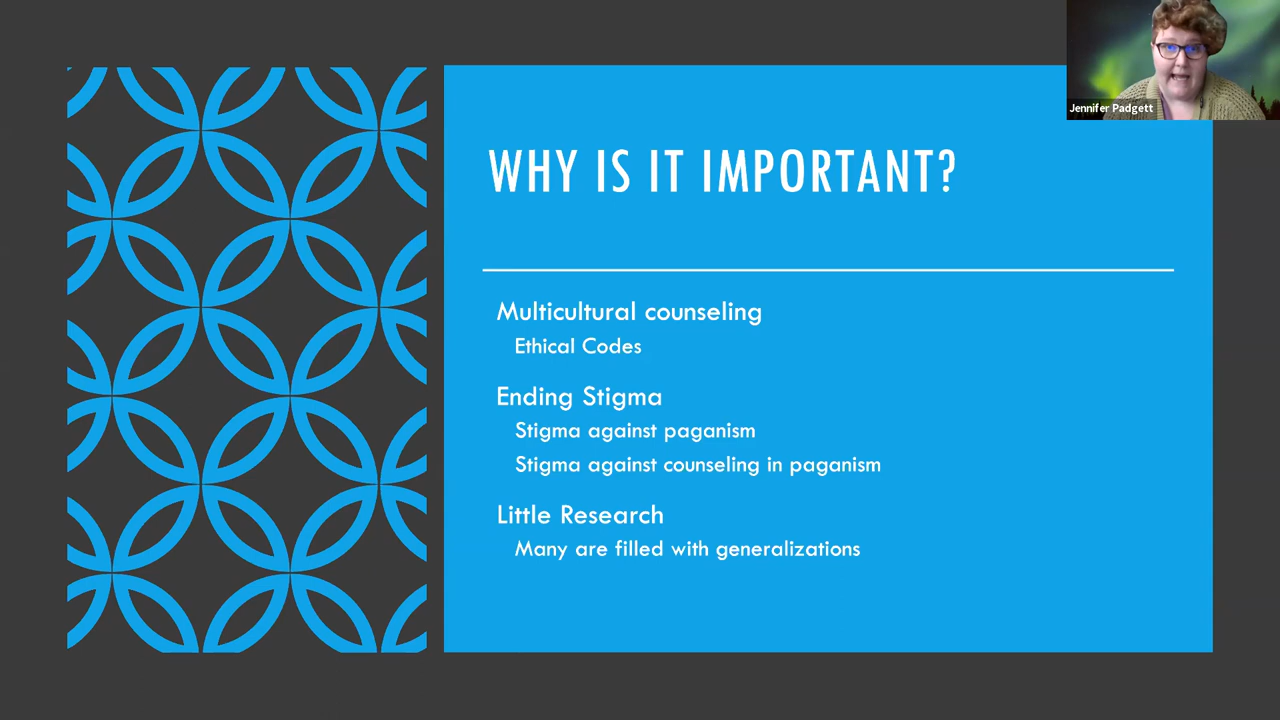 Jennifer Padgett
WHY IS IT IMPORTANT?
Multicultural counseling
Ethical Codes
Ending Stigma
Stigma against paganism
Stigma against counseling in paganism
Little Research
Many are filled with generalizations